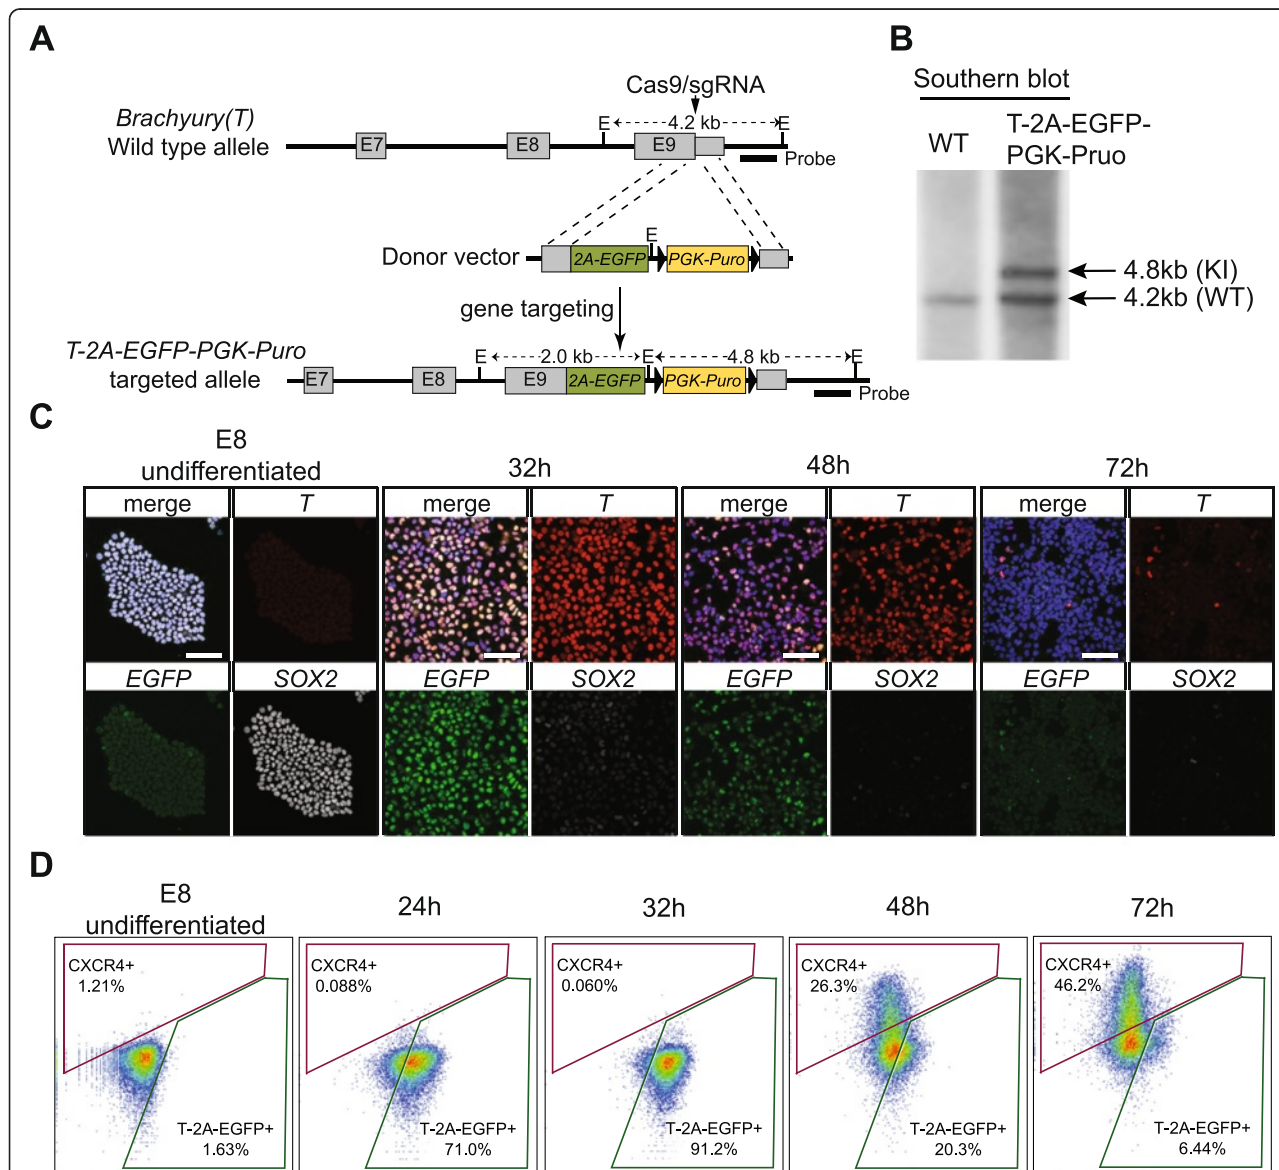 A
Cas9/sgRNA
Brachyury(T)
Wild type allele
E
4.2 kb
E
E7
E8
E9
Probe
Donor vector
2A-EGFP
E
PGK-Puro
gene targeting
T-2A-EGFP-PGK-Puro
targeted allele
E
2.0 kb
E
4.8 kb
E
E7
E8
E9
2A-EGFP
PGK-Puro
Probe
B
Southern blot
WT
T-2A-EGFP-
PGK-Pruo
4.8kb (KI)
4.2kb (WT)
C
E8
undifferentiated
32h
48h
72h
merge
T
merge
T
merge
T
merge
T
EGFP
SOX2
EGFP
SOX2
EGFP
SOX2
EGFP
SOX2
D
E8
undifferentiated
24h
32h
48h
72h
CXCR4+
1.21%
T-2A-EGFP+
1.63%
CXCR4+
0.088%
T-2A-EGFP+
71.0%
CXCR4+
0.060%
T-2A-EGFP+
91.2%
CXCR4+
26.3%
T-2A-EGFP+
20.3%
CXCR4+
46.2%
T-2A-EGFP+
6.44%